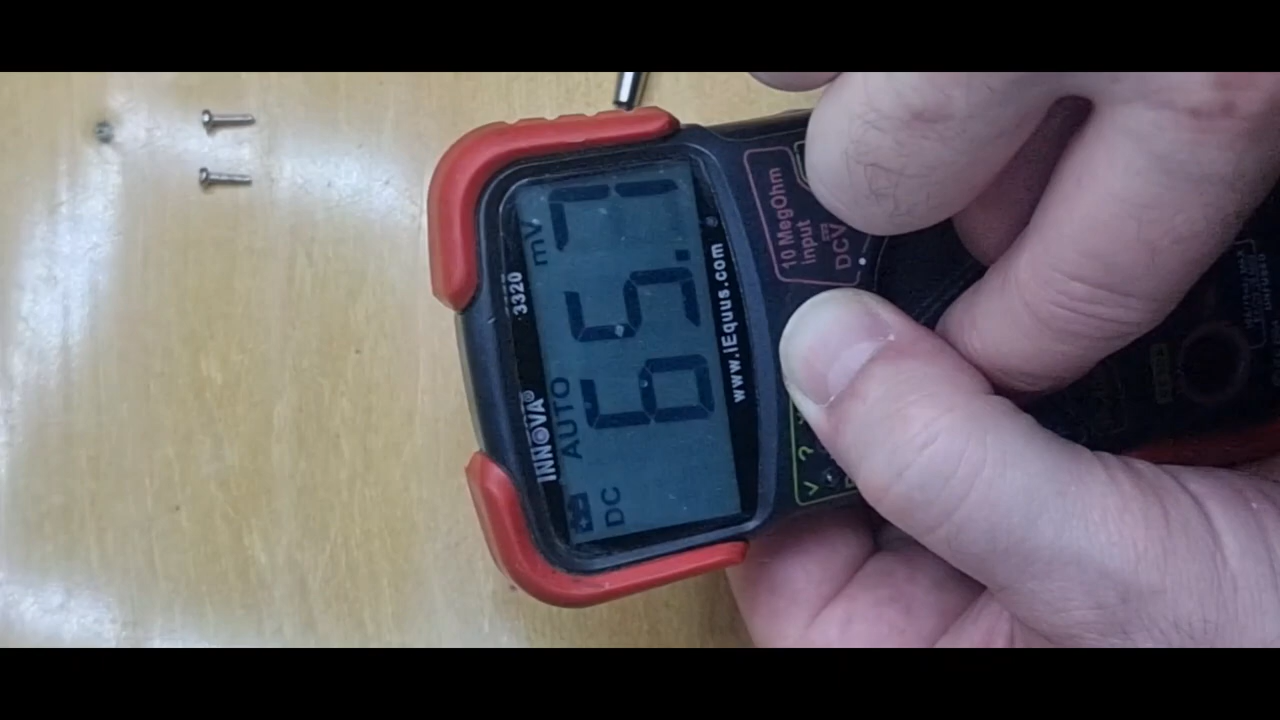 INNOVA® 3320
AUTO mV
DC
65.7
www.iEquus.com
10 MegOhm
input
DCV